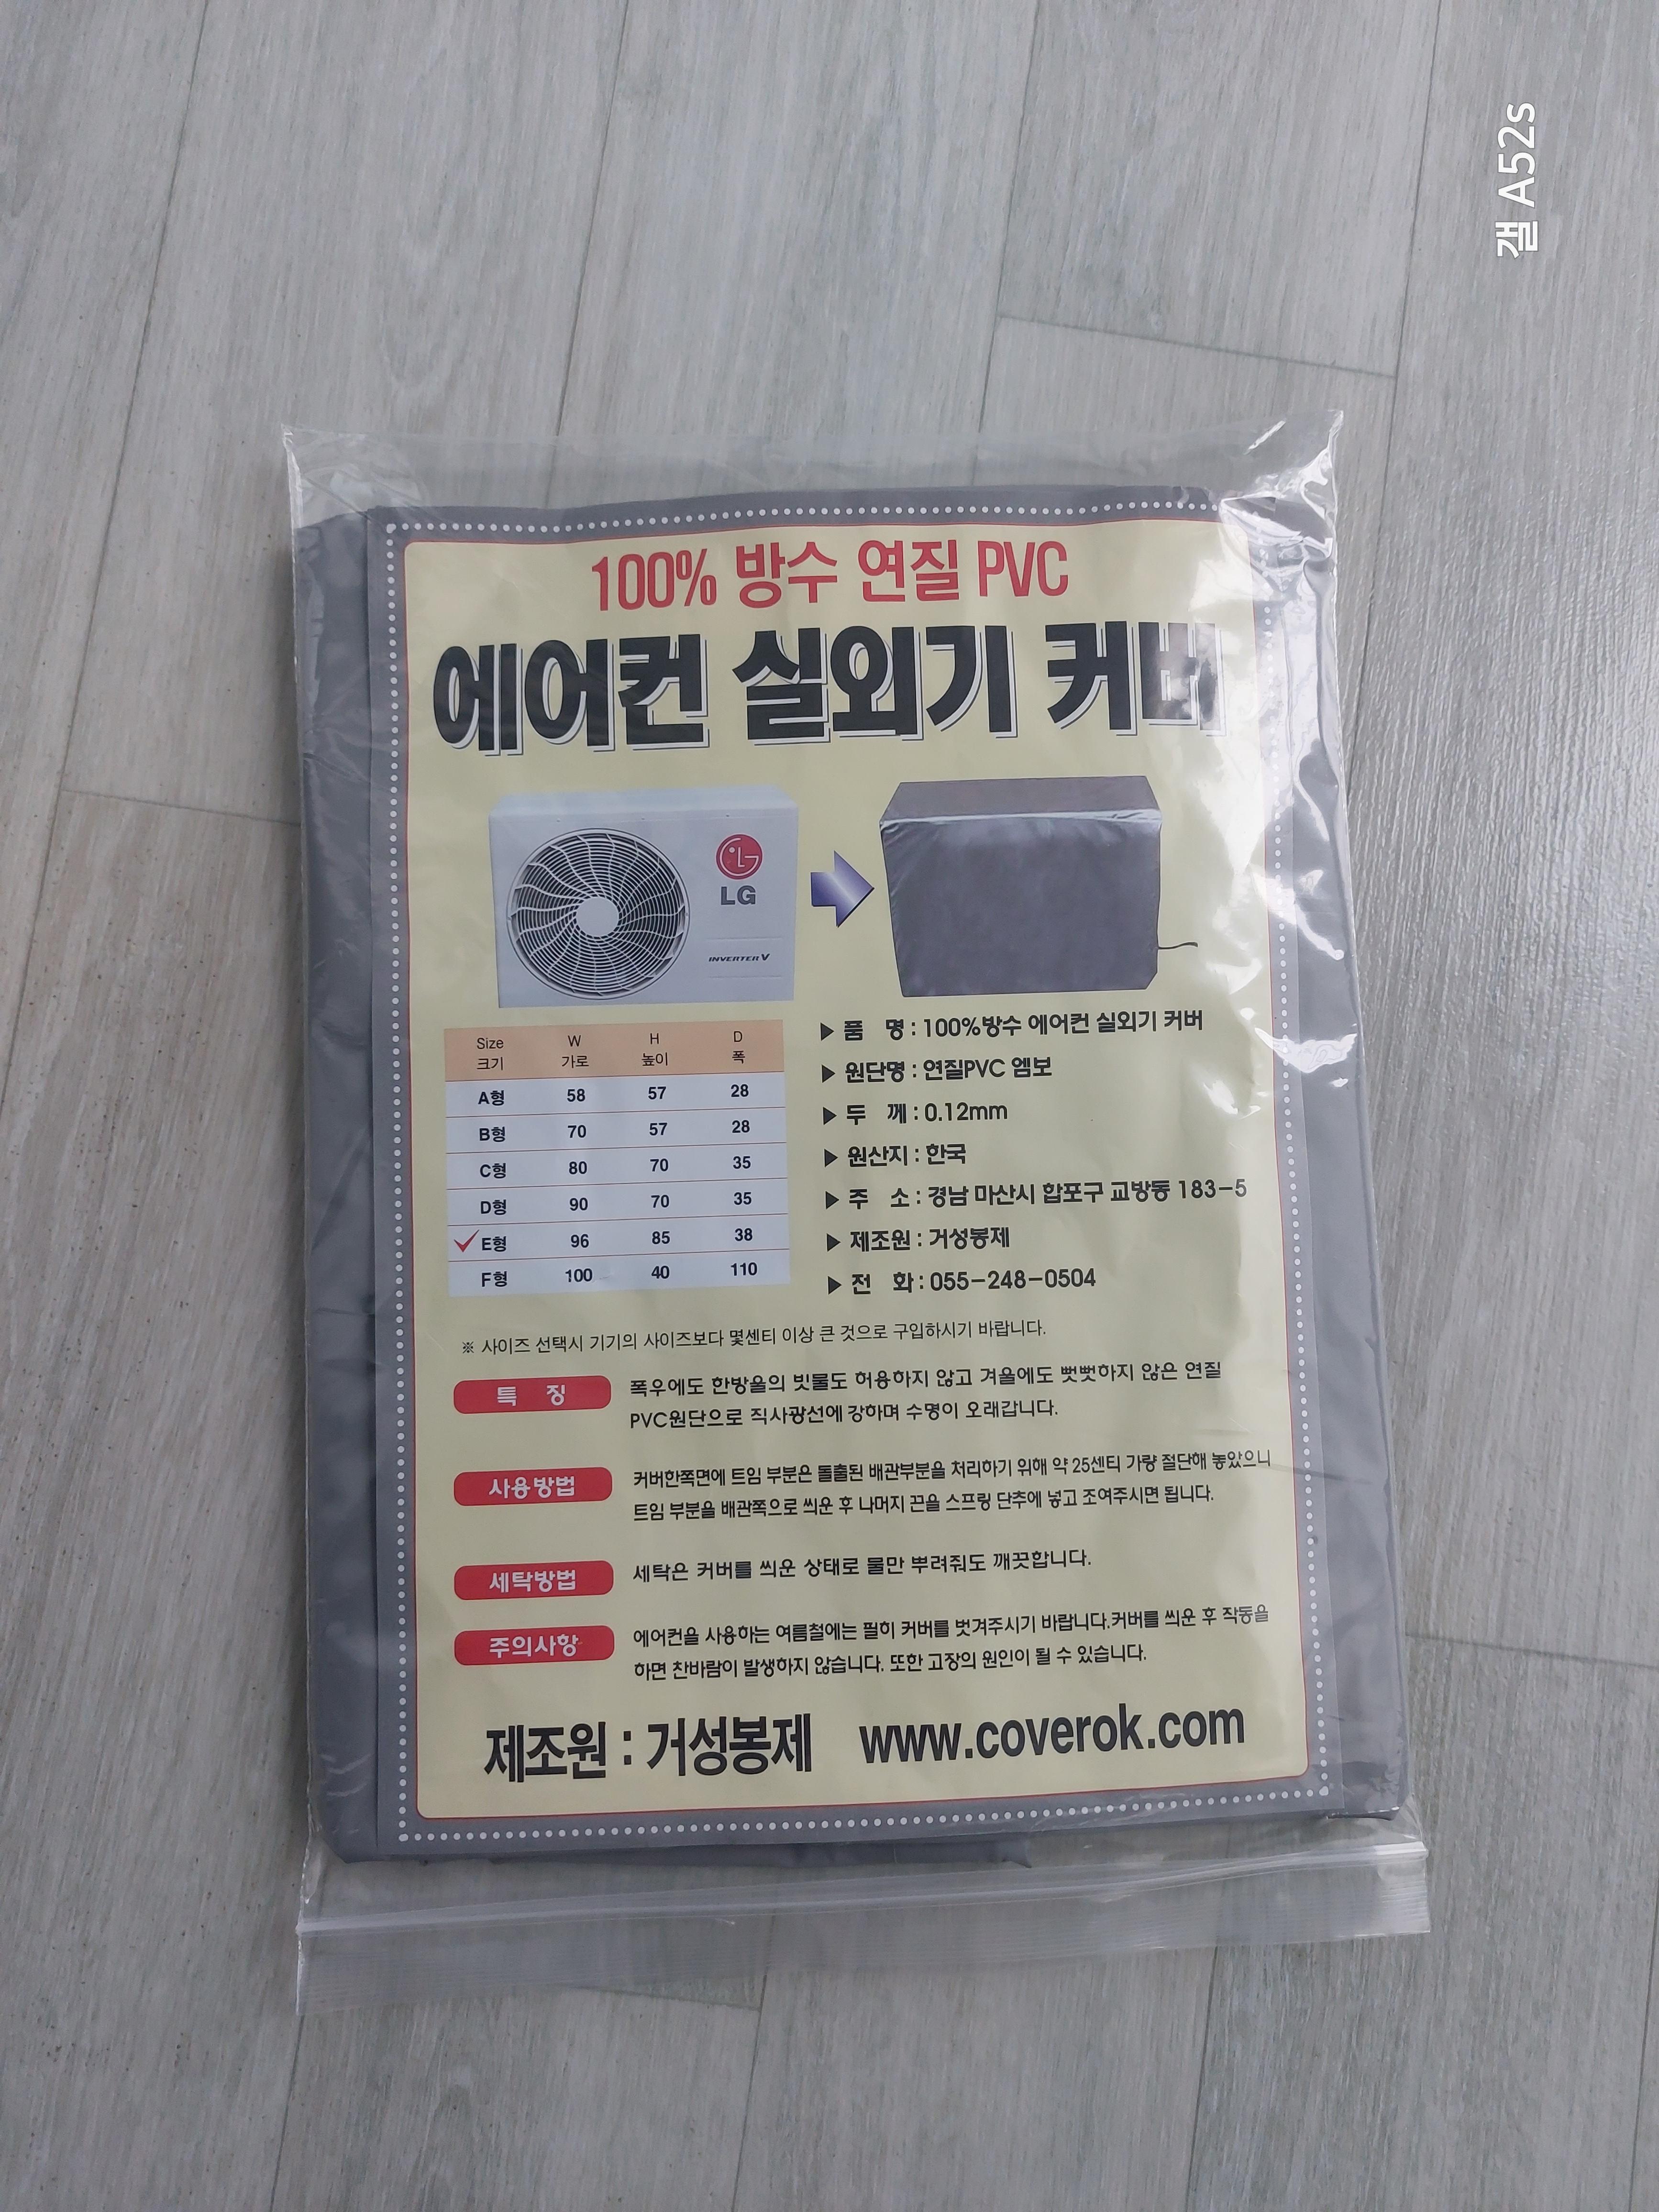 갤 A52s
100% 방수 연질 PVC
에어컨 실외기 커버
LG
LG
INVERTER V
Size W H D
크기 가로 높이 폭
A형 58 57 28
B형 70 57 28
C형 80 70 35
D형 90 70 35
E형 96 85 38
F형 100 40 110
▶ 품 명 : 100%방수 에어컨 실외기 커버
▶ 원단명 : 연질PVC 엠보
▶ 두 께 : 0.12mm
▶ 원산지 : 한국
▶ 주 소 : 경남 마산시 합포구 교방동 183-5
▶ 제조원 : 거성봉제
▶ 전 화 : 055-248-0504
※ 사이즈 선택시 기기의 사이즈보다 몇센티 이상 큰 것으로 구입하시기 바랍니다.
특 징
폭우에도 한방울의 빗물도 허용하지 않고 겨울에도 뻣뻣하지 않은 연질
PVC원단으로 직사광선에 강하며 수명이 오래갑니다.
사용방법
커버한쪽면에 트임 부분은 돌출된 배관부분을 처리하기 위해 약 25센티 가량 절단해 놓았으니
트임 부분을 배관쪽으로 씌운 후 나머지 끈을 스프링 단추에 넣고 조여주시면 됩니다.
세탁방법
세탁은 커버를 씌운 상태로 물만 뿌려줘도 깨끗합니다.
주의사항
에어컨을 사용하는 여름철에는 필히 커버를 벗겨주시기 바랍니다.커버를 씌운 후 작동을
하면 찬바람이 발생하지 않습니다. 또한 고장의 원인이 될 수 있습니다.
제조원 : 거성봉제 www.coverok.com